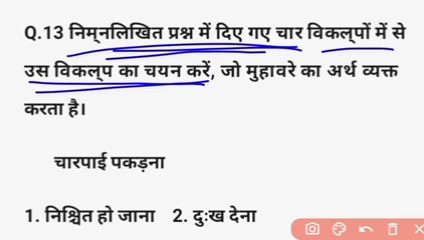 Q.13 निम्नलिखित प्रश्न में दिए गए चार विकल्पों में से
उस विकल्प का चयन करें, जो मुहावरे का अर्थ व्यक्त
करता है।
चारपाई पकड़ना
1. निश्चित हो जाना 2. दुःख देना